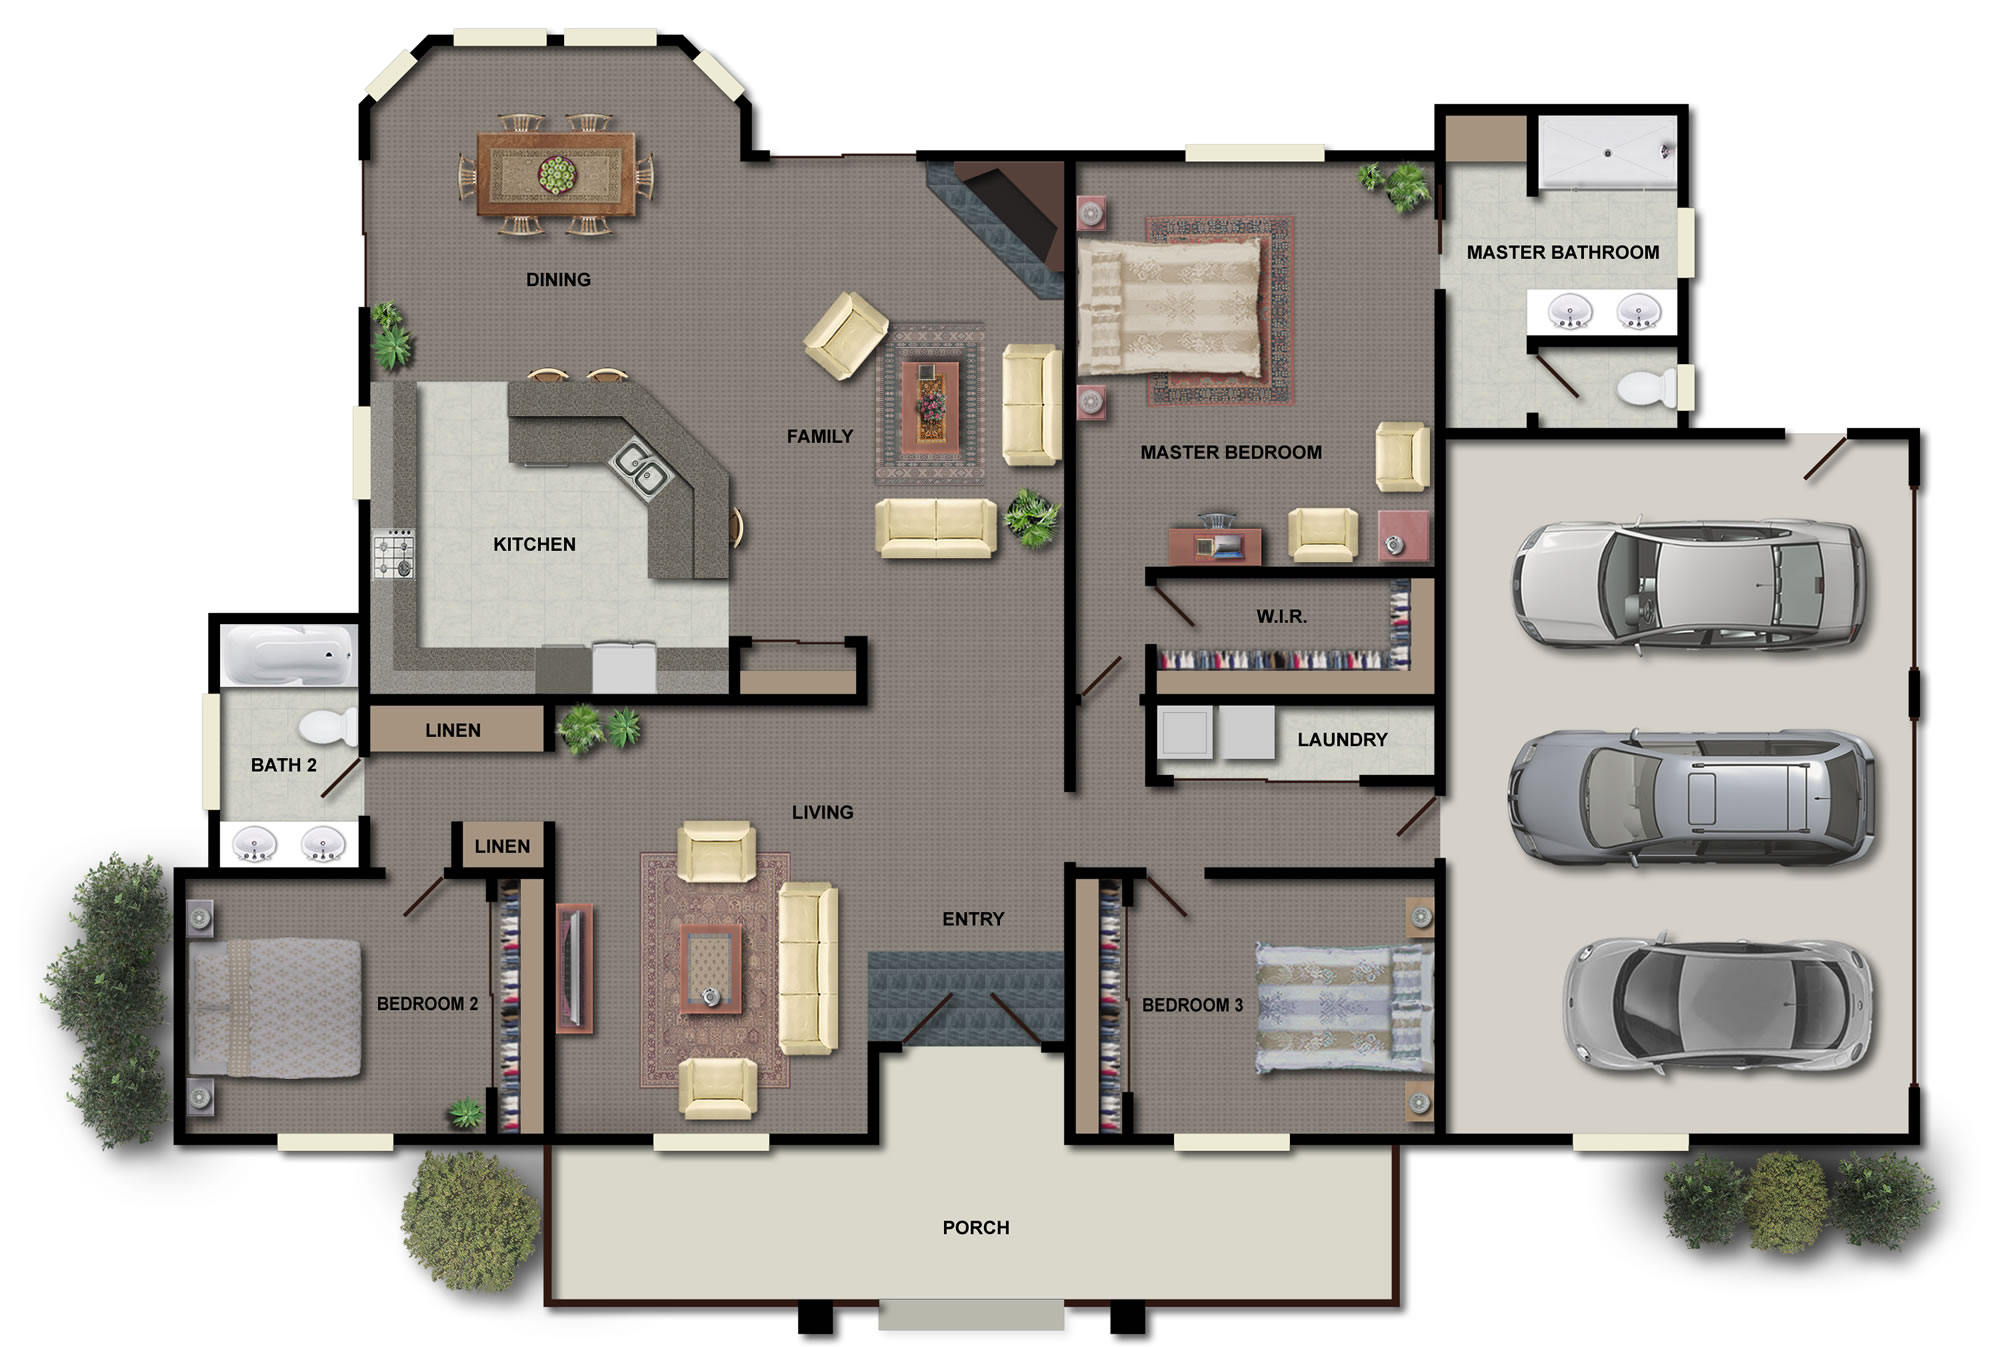 DINING
MASTER BATHROOM
FAMILY
MASTER BEDROOM
KITCHEN
W.I.R.
LINEN
LAUNDRY
BATH 2
LIVING
LINEN
ENTRY
BEDROOM 2
BEDROOM 3
PORCH